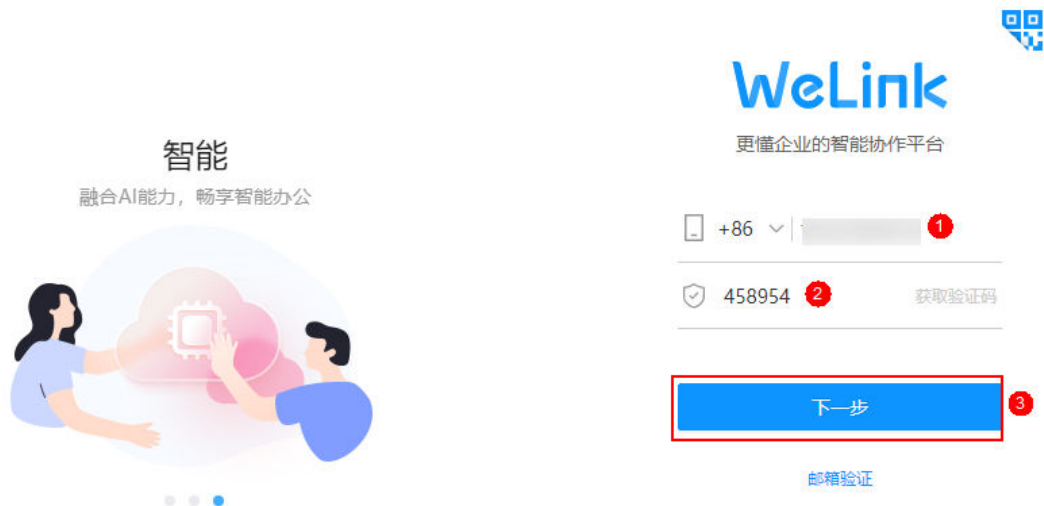 智能
融合AI能力，畅享智能办公
WeLink
更懂企业的智能协作平台
+86 1
458954 2 获取验证码
下一步 3
邮箱验证